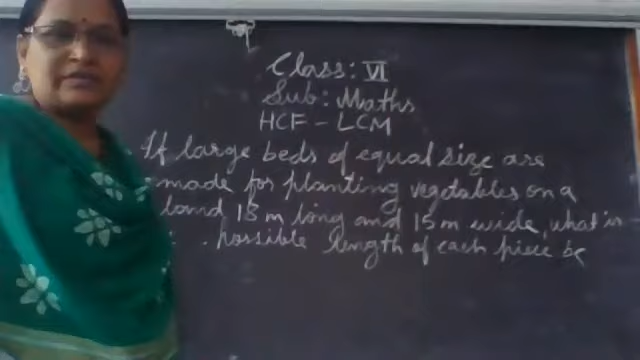 Class: VI
Sub: Maths
HCF - LCM
If large beds of equal size are
made for planting vegetables on a
land 18 m long and 15 m wide, what is
possible length of each piece be